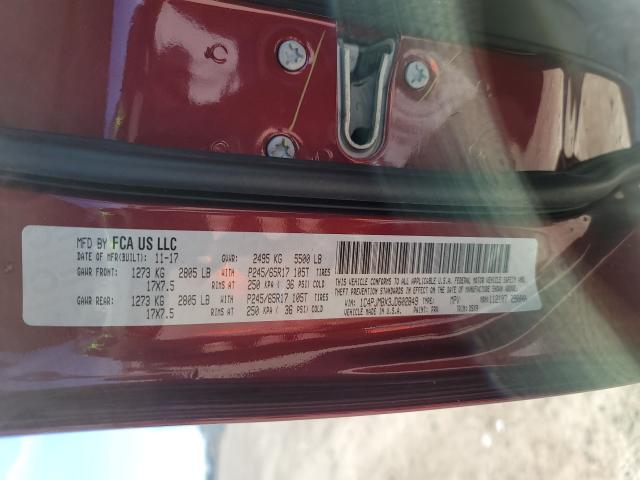 MFD BY FCA US LLC
DATE OF MFR(BUILT): 11-17 GVWR: 2495 KG 5500 LB
GAWR FRONT: 1273 KG 2805 LB WITH P245/65R17 105T TIRES
17X7.5 RIMS AT 250 KPA ( 36 PSI) COLD
GAWR REAR: 1273 KG 2805 LB WITH P245/65R17 105T TIRES
17X7.5 RIMS AT 250 KPA ( 36 PSI) COLD
THIS VEHICLE CONFORMS TO ALL APPLICABLE U.S.A. FEDERAL MOTOR VEHICLE SAFETY AND
THEFT PREVENTION STANDARDS IN EFFECT ON THE DATE OF MANUFACTURE SHOWN ABOVE.
VIN: 1C4PJMBX3JD602849 TYPE: MPV
VEHICLE MADE IN U.S.A. PAINT: PRV TRIM: